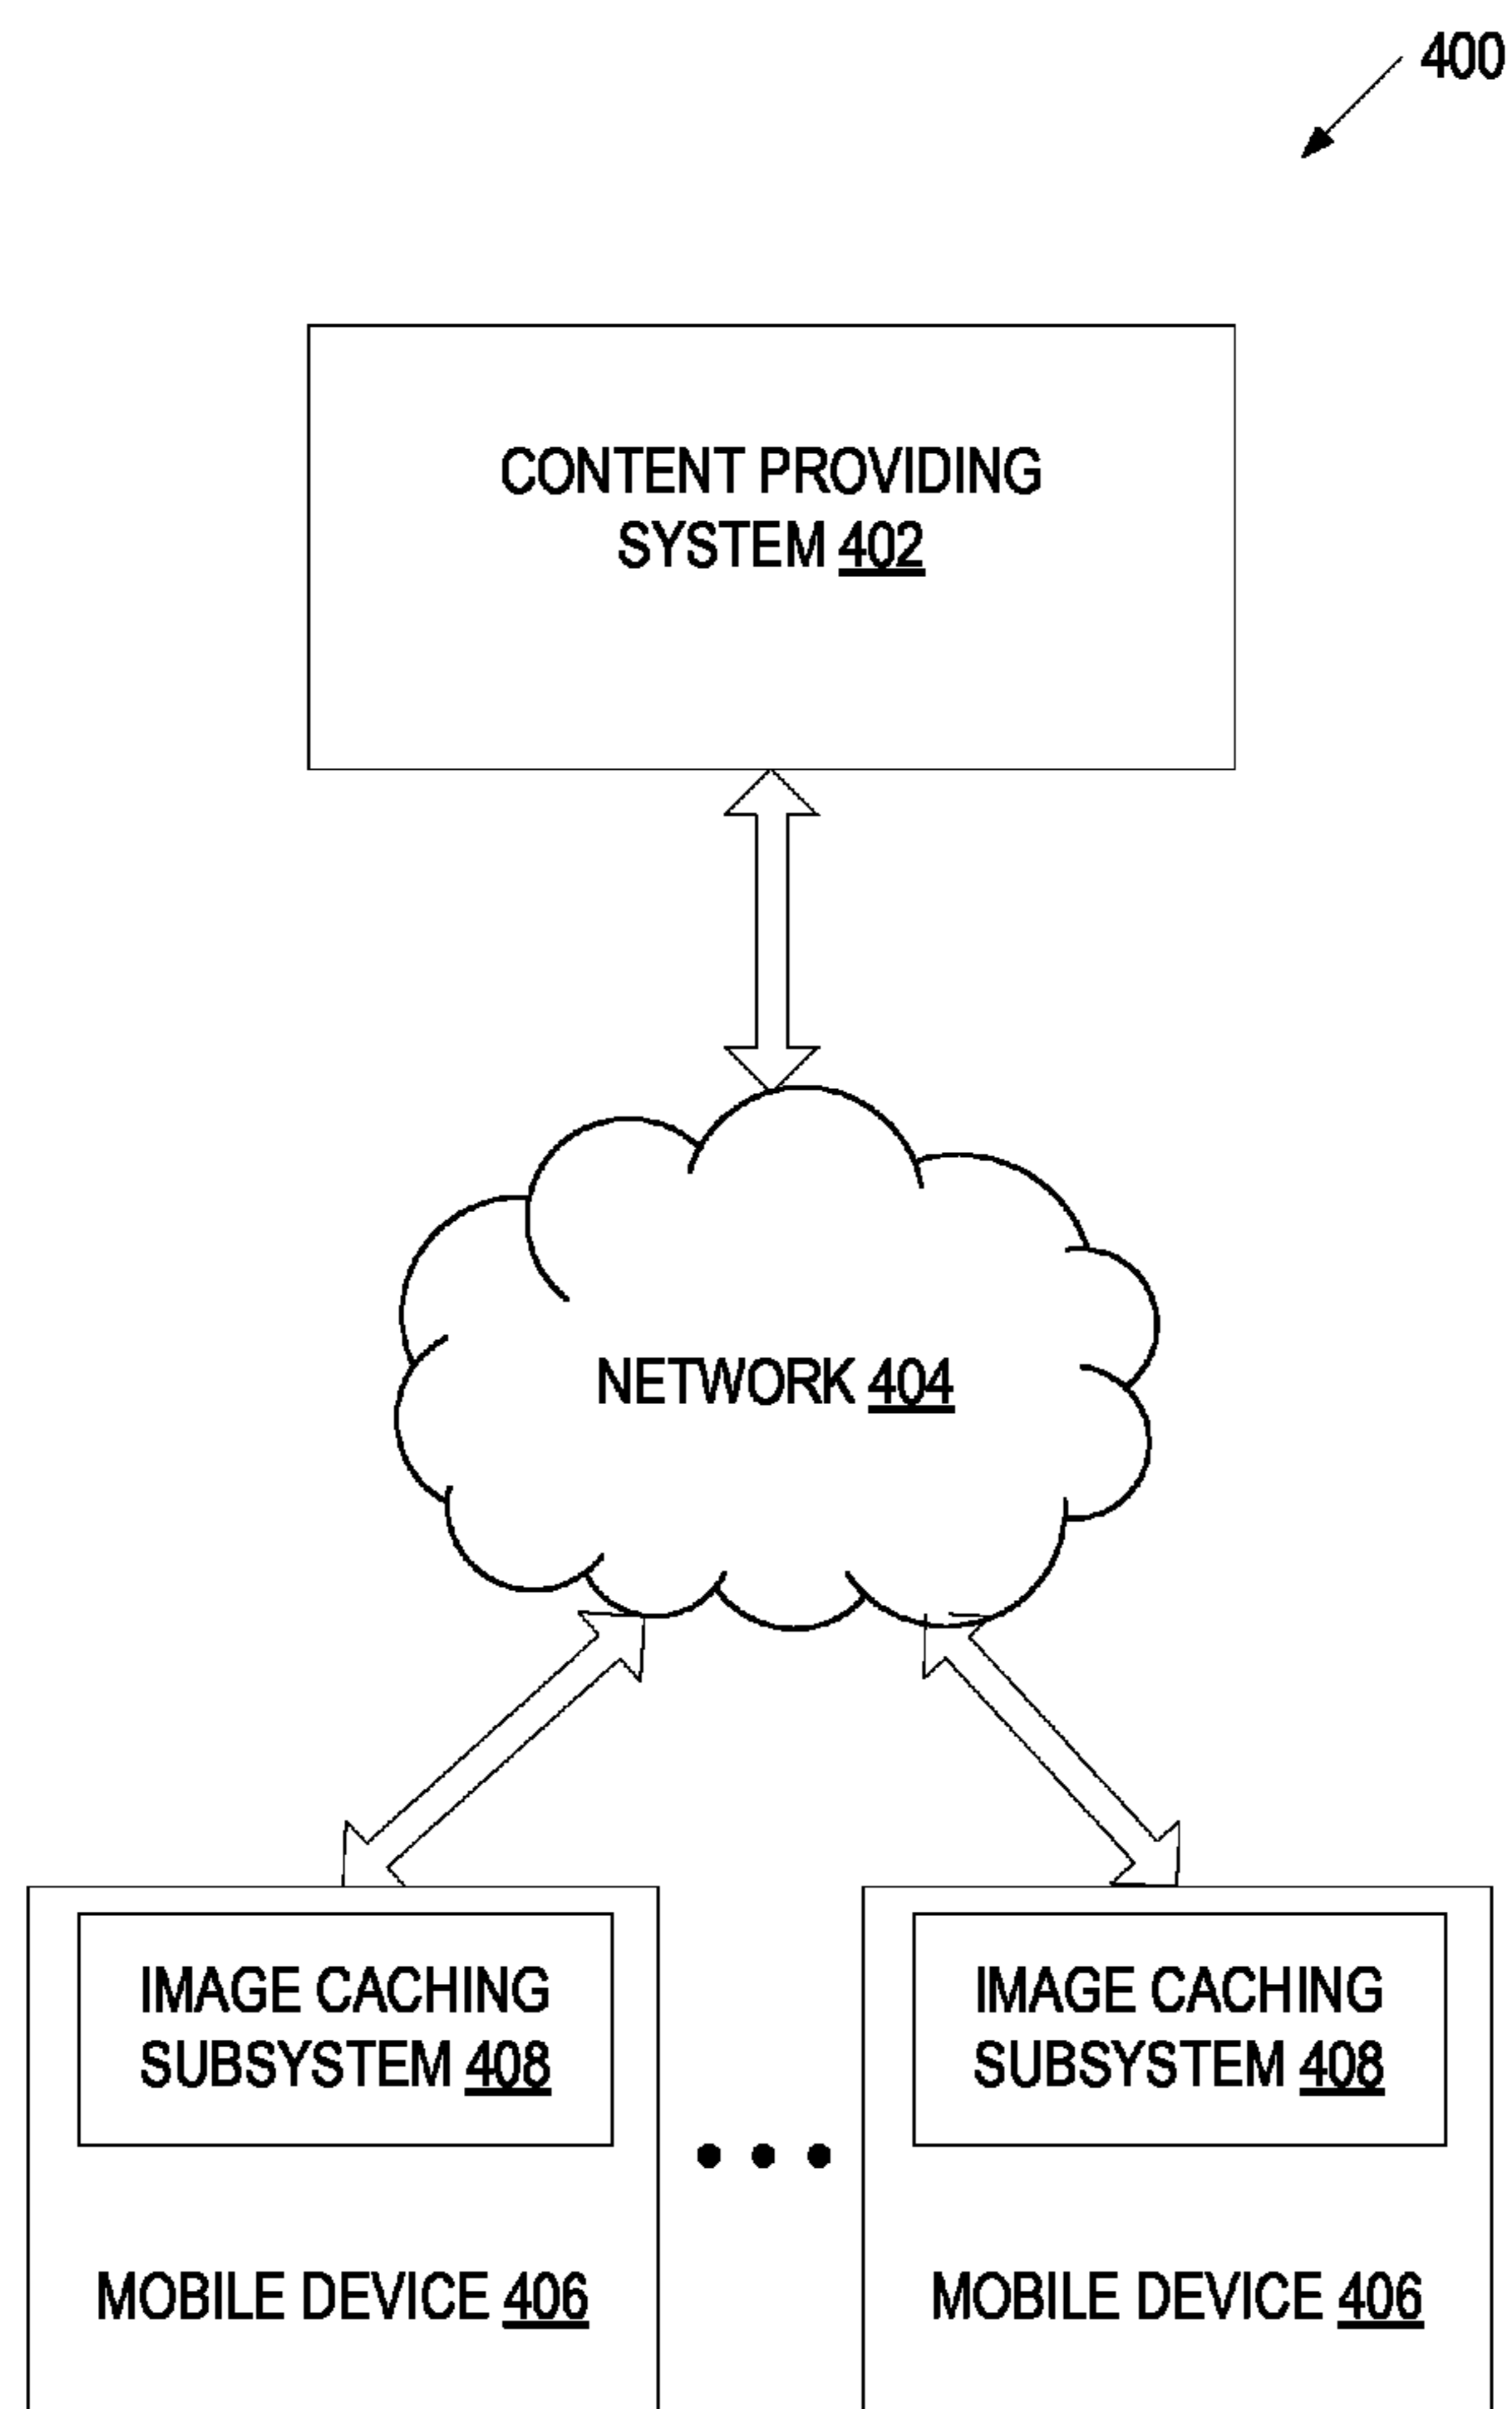 400
CONTENT PROVIDING
SYSTEM 402
NETWORK 404
IMAGE CACHING
SUBSYSTEM 408
MOBILE DEVICE 406
IMAGE CACHING
SUBSYSTEM 408
MOBILE DEVICE 406